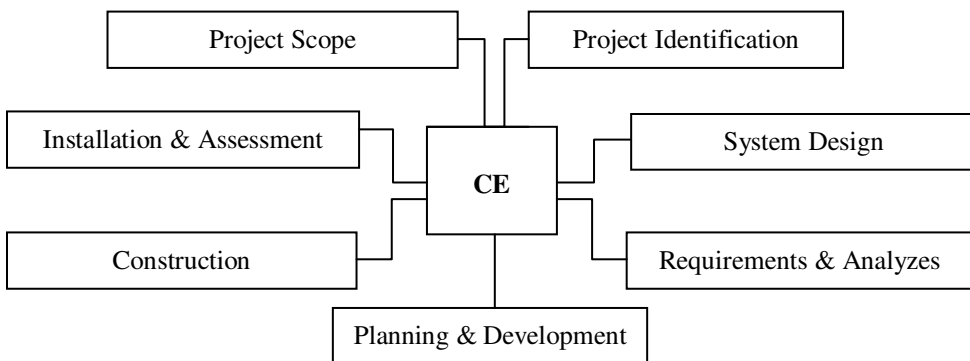 Project Scope
Project Identification
Installation & Assessment
System Design
CE
Construction
Requirements & Analyzes
Planning & Development